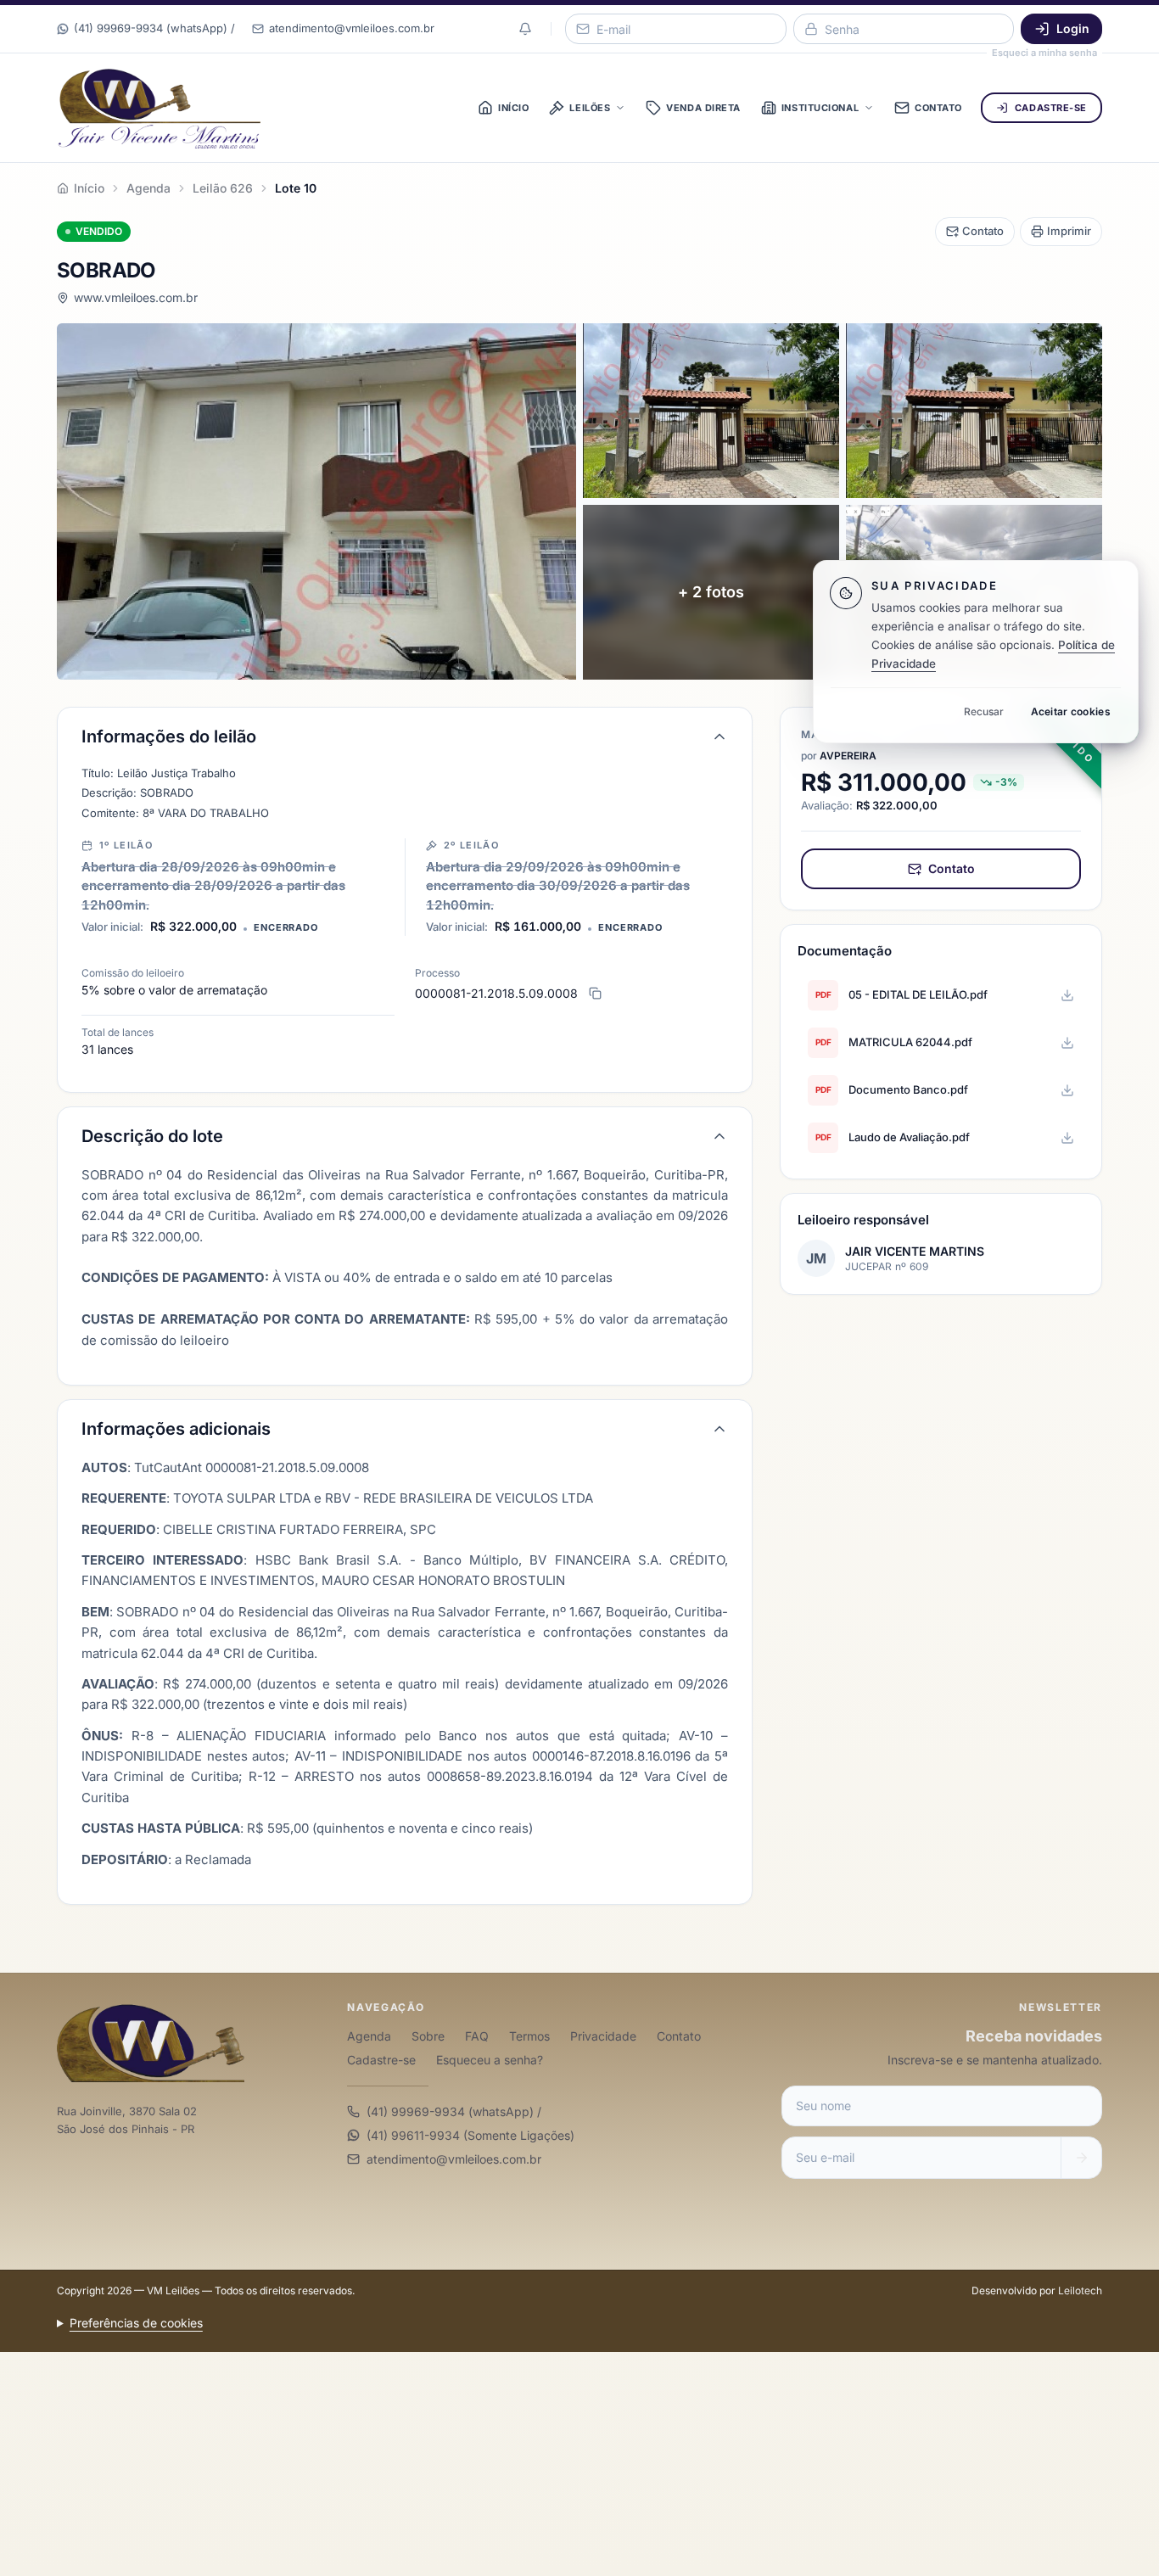 (41) 99969-9934 (whatsApp) /
atendimento@vmleiloes.com.br
E-mail
Senha
Login
Esqueci a minha senha
VM
Jair Vicente Martins
LEILOEIRO PÚBLICO OFICIAL
INÍCIO
LEILÕES
VENDA DIRETA
INSTITUCIONAL
CONTATO
CADASTRE-SE
Início
Agenda
Leilão 626
Lote 10
VENDIDO
Contato
Imprimir
SOBRADO
www.vmleiloes.com.br
+ 2 fotos
SUA PRIVACIDADE
Usamos cookies para melhorar sua
experiência e analisar o tráfego do site.
Cookies de análise são opcionais. Política de
Privacidade
Recusar
Aceitar cookies
Informações do leilão
Título: Leilão Justiça Trabalho
Descrição: SOBRADO
Comitente: 8ª VARA DO TRABALHO
1º LEILÃO
Abertura dia 28/09/2026 às 09h00min e
encerramento dia 28/09/2026 a partir das
12h00min.
Valor inicial: R$ 322.000,00 • ENCERRADO
2º LEILÃO
Abertura dia 29/09/2026 às 09h00min e
encerramento dia 30/09/2026 a partir das
12h00min.
Valor inicial: R$ 161.000,00 • ENCERRADO
Comissão do leiloeiro
5% sobre o valor de arrematação
Processo
0000081-21.2018.5.09.0008
Total de lances
31 lances
por AVPEREIRA
R$ 311.000,00
-3%
Avaliação: R$ 322.000,00
Contato
Documentação
PDF
05 - EDITAL DE LEILÃO.pdf
PDF
MATRICULA 62044.pdf
PDF
Documento Banco.pdf
PDF
Laudo de Avaliação.pdf
Leiloeiro responsável
JM
JAIR VICENTE MARTINS
JUCEPAR nº 609
Descrição do lote
SOBRADO nº 04 do Residencial das Oliveiras na Rua Salvador Ferrante, nº 1.667, Boqueirão, Curitiba-PR,
com área total exclusiva de 86,12m², com demais característica e confrontações constantes da matricula
62.044 da 4ª CRI de Curitiba. Avaliado em R$ 274.000,00 e devidamente atualizada a avaliação em 09/2026
para R$ 322.000,00.
CONDIÇÕES DE PAGAMENTO: À VISTA ou 40% de entrada e o saldo em até 10 parcelas
CUSTAS DE ARREMATAÇÃO POR CONTA DO ARREMATANTE: R$ 595,00 + 5% do valor da arrematação
de comissão do leiloeiro
Informações adicionais
AUTOS: TutCautAnt 0000081-21.2018.5.09.0008
REQUERENTE: TOYOTA SULPAR LTDA e RBV - REDE BRASILEIRA DE VEICULOS LTDA
REQUERIDO: CIBELLE CRISTINA FURTADO FERREIRA, SPC
TERCEIRO INTERESSADO: HSBC Bank Brasil S.A. - Banco Múltiplo, BV FINANCEIRA S.A. CRÉDITO,
FINANCIAMENTOS E INVESTIMENTOS, MAURO CESAR HONORATO BROSTULIN
BEM: SOBRADO nº 04 do Residencial das Oliveiras na Rua Salvador Ferrante, nº 1.667, Boqueirão, Curitiba-
PR, com área total exclusiva de 86,12m², com demais característica e confrontações constantes da
matricula 62.044 da 4ª CRI de Curitiba.
AVALIAÇÃO: R$ 274.000,00 (duzentos e setenta e quatro mil reais) devidamente atualizado em 09/2026
para R$ 322.000,00 (trezentos e vinte e dois mil reais)
ÔNUS: R-8 – ALIENAÇÃO FIDUCIARIA informado pelo Banco nos autos que está quitada; AV-10 –
INDISPONIBILIDADE nestes autos; AV-11 – INDISPONIBILIDADE nos autos 0000146-87.2018.8.16.0196 da 5ª
Vara Criminal de Curitiba; R-12 – ARRESTO nos autos 0008658-89.2023.8.16.0194 da 12ª Vara Cível de
Curitiba
CUSTAS HASTA PÚBLICA: R$ 595,00 (quinhentos e noventa e cinco reais)
DEPOSITÁRIO: a Reclamada
VM
Rua Joinville, 3870 Sala 02
São José dos Pinhais - PR
NAVEGAÇÃO
Agenda
Sobre
FAQ
Termos
Privacidade
Contato
Cadastre-se
Esqueceu a senha?
(41) 99969-9934 (whatsApp) /
(41) 99611-9934 (Somente Ligações)
atendimento@vmleiloes.com.br
NEWSLETTER
Receba novidades
Inscreva-se e se mantenha atualizado.
Seu nome
Seu e-mail
Copyright 2026 — VM Leilões — Todos os direitos reservados.
Desenvolvido por Leilotech
Preferências de cookies